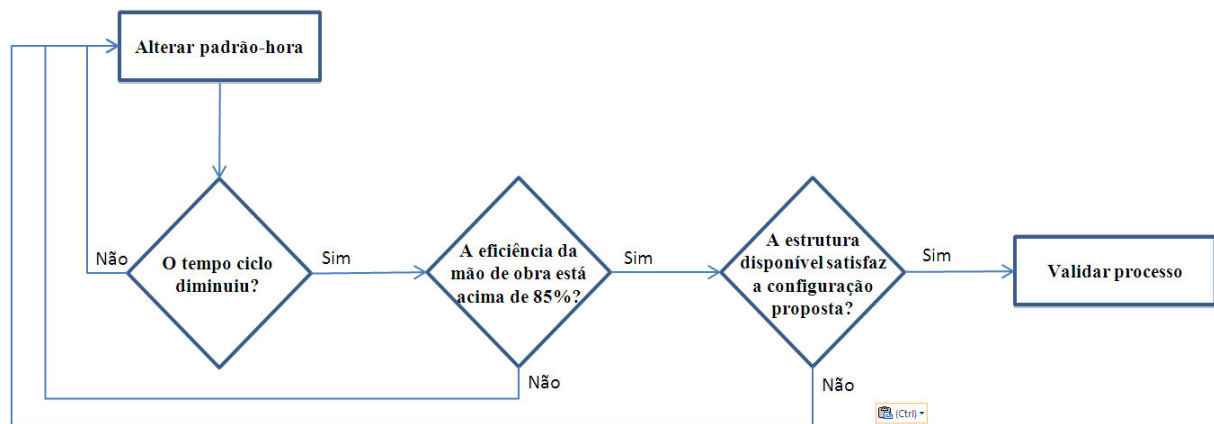 Alterar padrão-hora
Não
O tempo ciclo
diminuiu?
Sim
A eficiência da
mão de obra está
acima de 85%?
Sim
Não
A estrutura
disponível satisfaz
a configuração
proposta?
Sim
Não
Validar processo
(Ctrl)